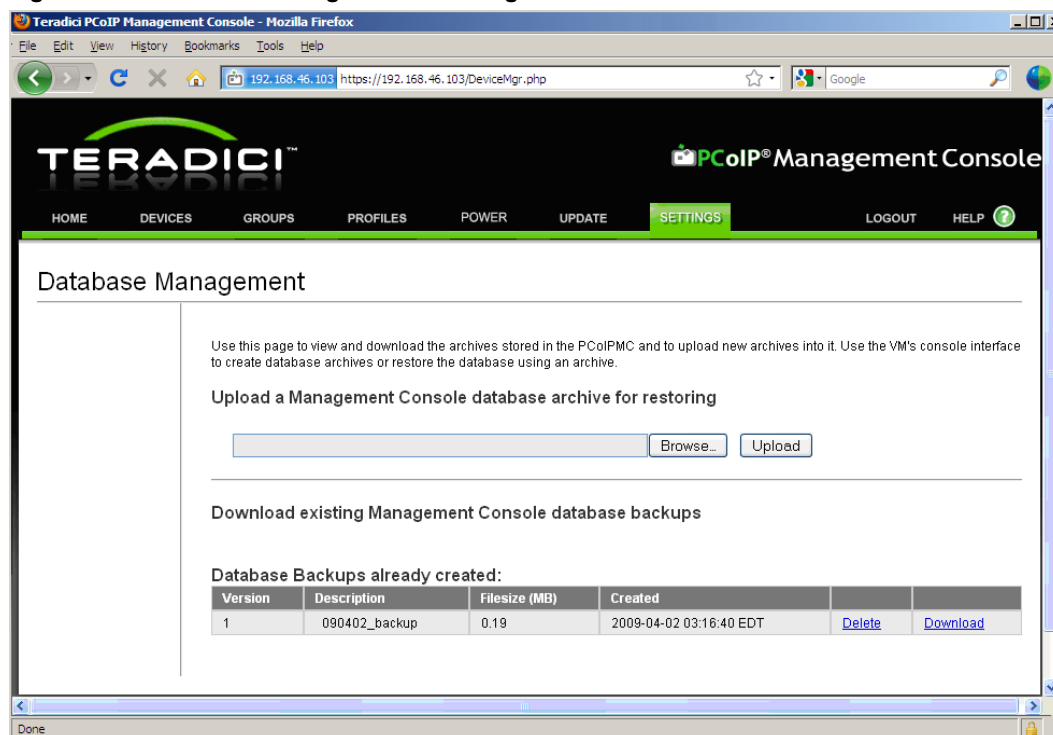 Teradici PCoIP Management Console - Mozilla Firefox
File Edit View History Bookmarks Tools Help
192.168.46.103 https://192.168.46.103/DeviceMgr.php Google
TERADICI™
PCoIP® Management Console
HOME DEVICES GROUPS PROFILES POWER UPDATE SETTINGS LOGOUT HELP ?
Database Management
Use this page to view and download the archives stored in the PCoIPMC and to upload new archives into it. Use the VM's console interface
to create database archives or restore the database using an archive.
Upload a Management Console database archive for restoring
Browse... Upload
Download existing Management Console database backups
Database Backups already created:
Version Description Filesize (MB) Created
1 090402_backup 0.19 2009-04-02 03:16:40 EDT Delete Download
Done